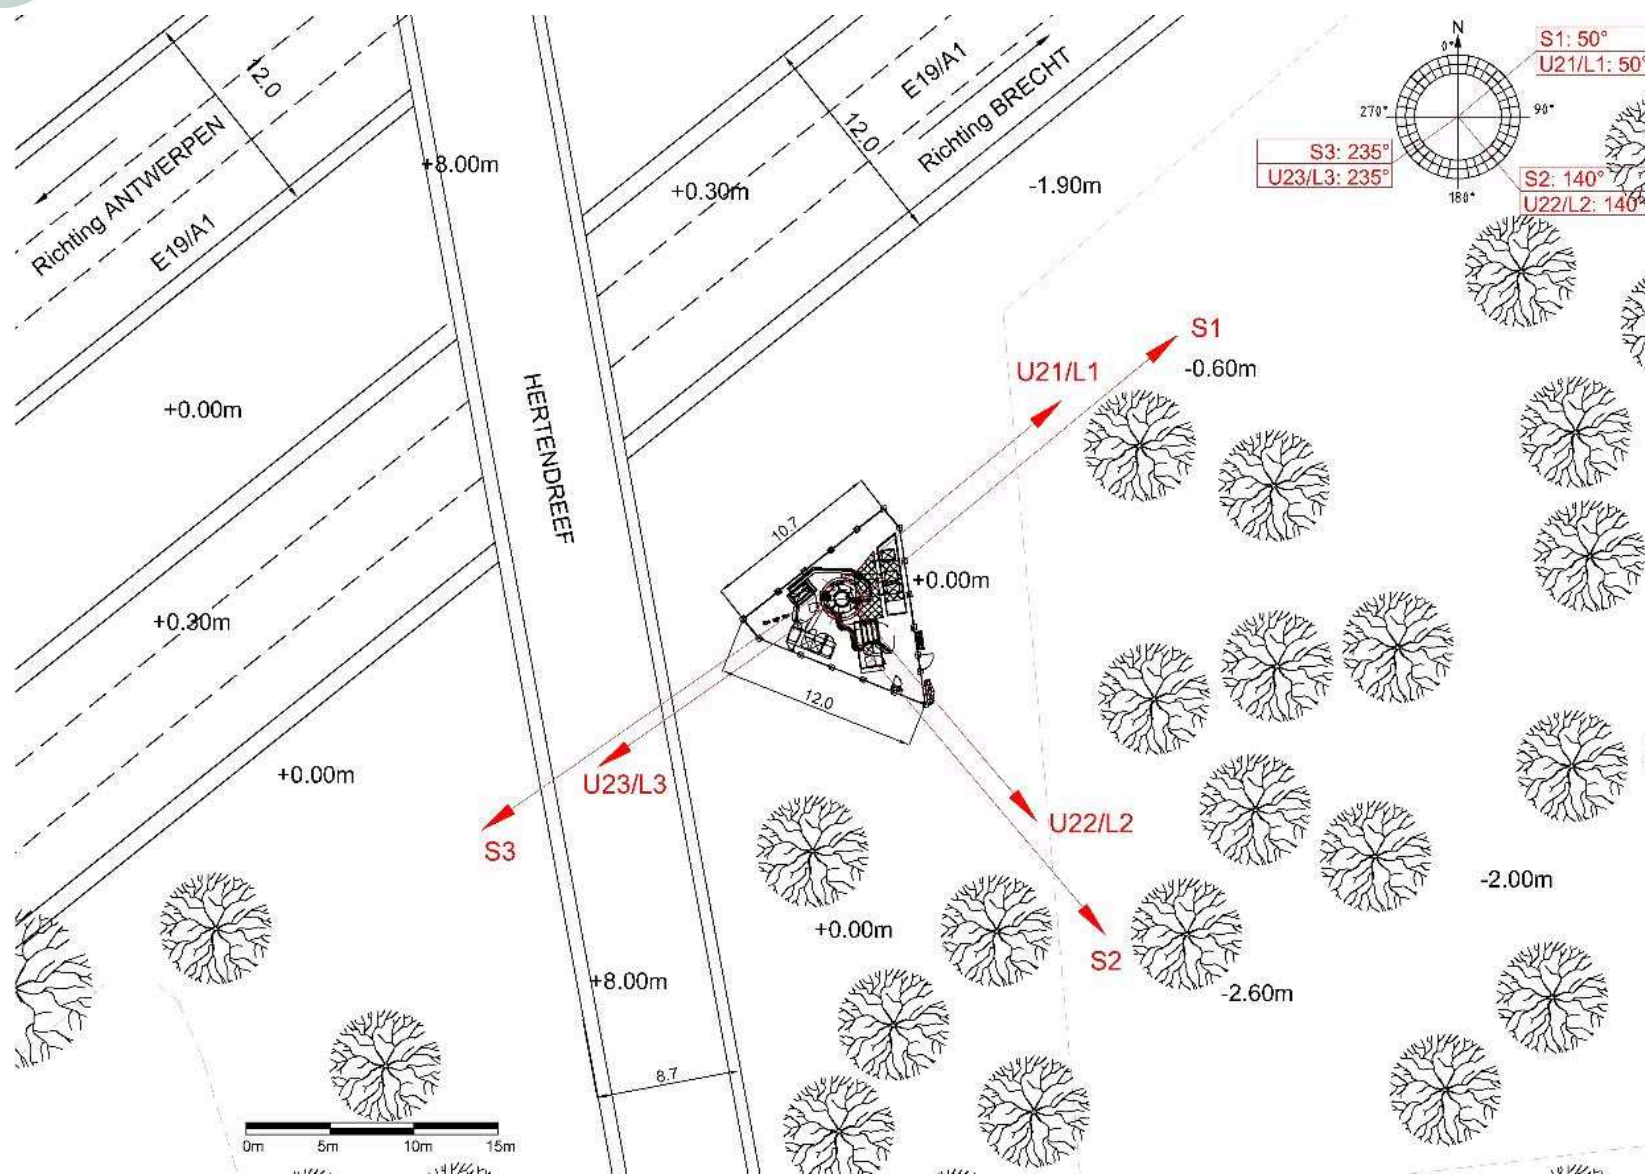 N
0°
S1: 50°
U21/L1: 50°
270°
90°
S3: 235°
U23/L3: 235°
S2: 140°
U22/L2: 140°
180°
12.0
E19/A1
Richting BRECHT
12.0
Richting ANTWERPEN
E19/A1
+8.00m
+0.30m
-1.90m
S1
U21/L1
-0.60m
+0.00m
HERTENDREEF
10.7
+0.00m
+0.30m
12.0
+0.00m
U23/L3
S3
U22/L2
-2.00m
+0.00m
S2
+8.00m
-2.60m
8.7
0m 5m 10m 15m